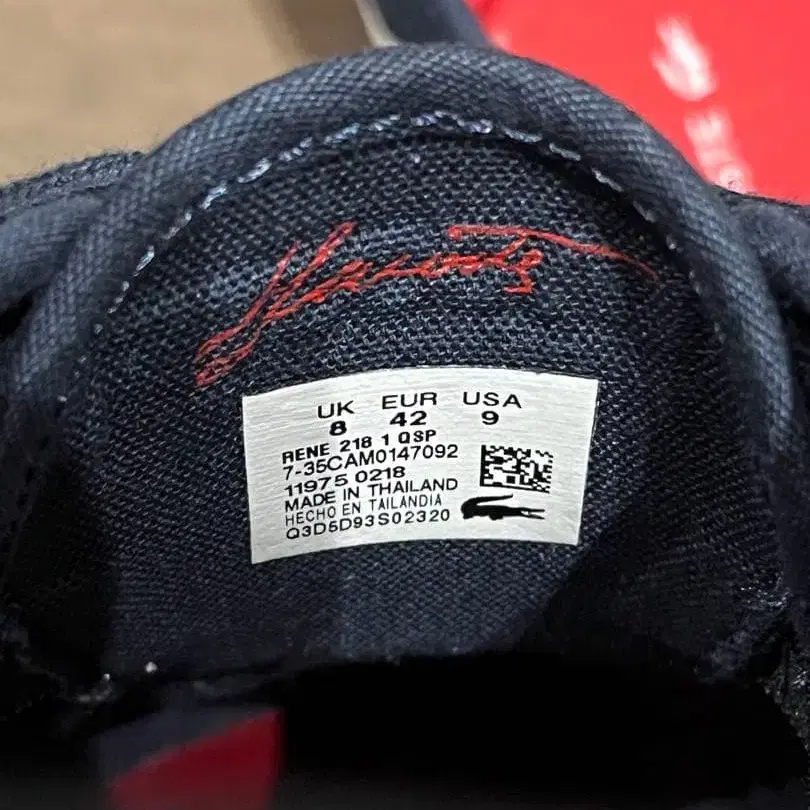 Lacoste
UK EUR USA
8 42 9
RENE 218 1 QSP
7-35CAM0147092
11975 0218
MADE IN THAILAND
HECHO EN TAILANDIA
Q3D5D93S02320